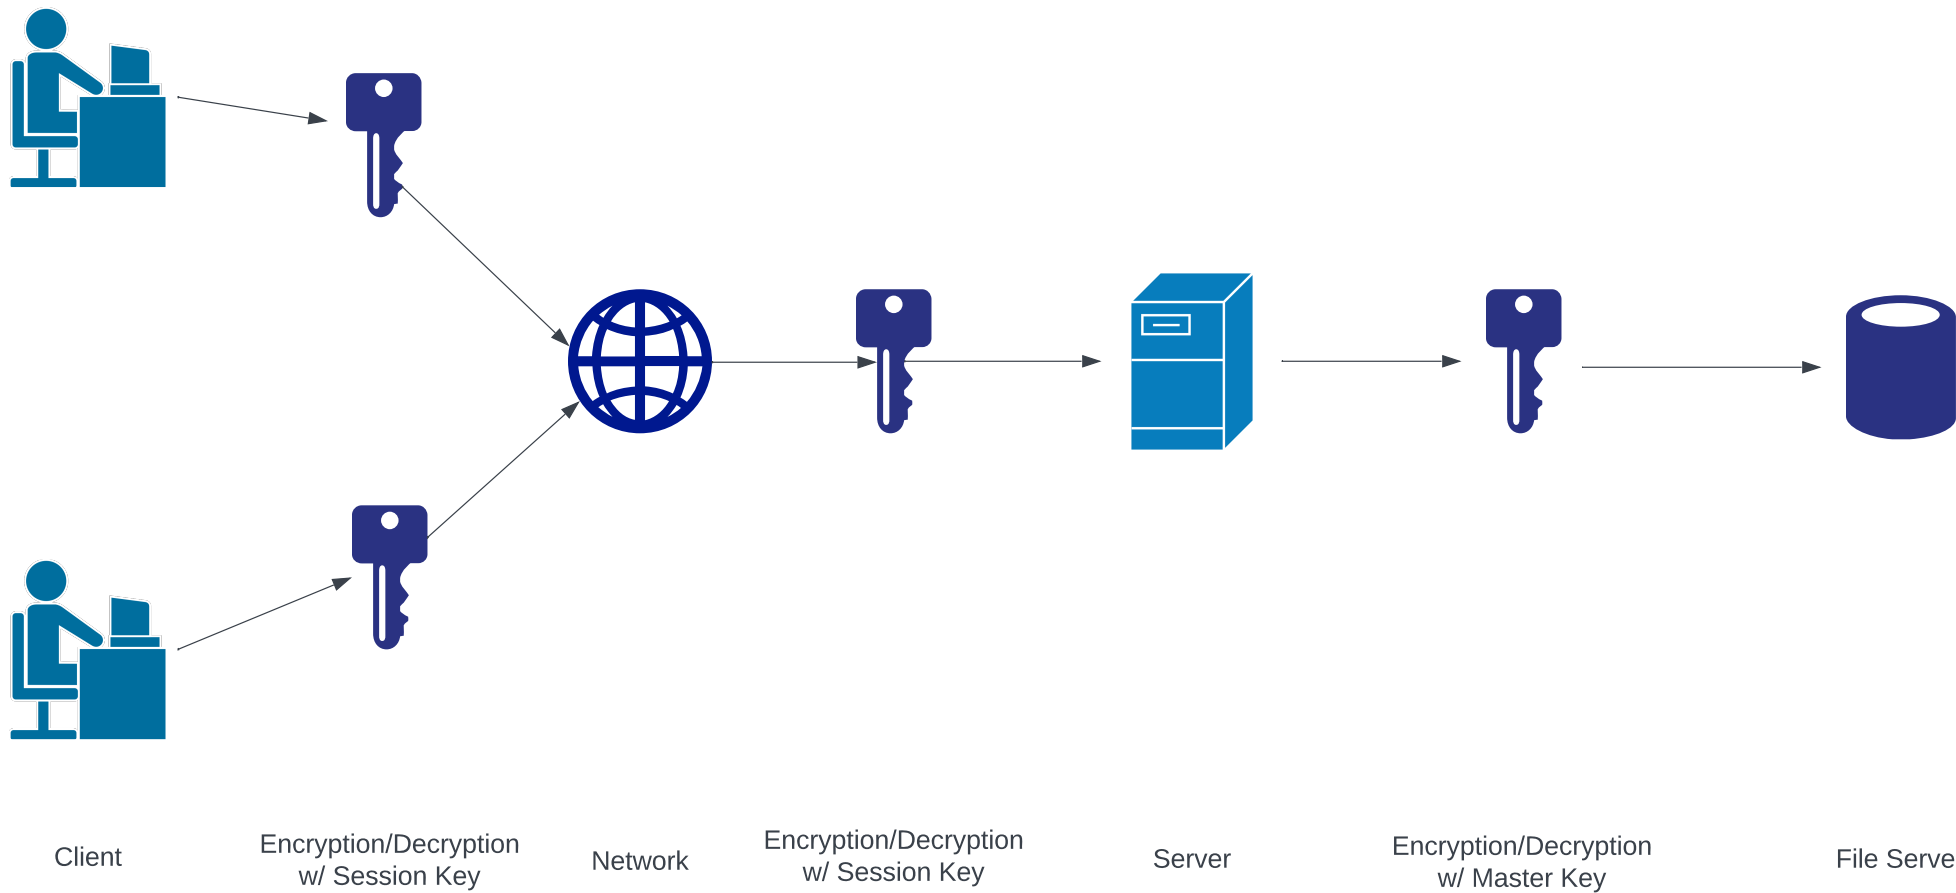 Client
Encryption/Decryption
w/ Session Key
Network
Encryption/Decryption
w/ Session Key
Server
Encryption/Decryption
w/ Master Key
File Serve